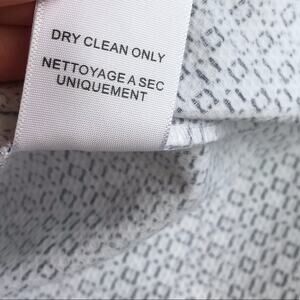 DRY CLEAN ONLY
NETTOYAGE A SEC
UNIQUEMENT